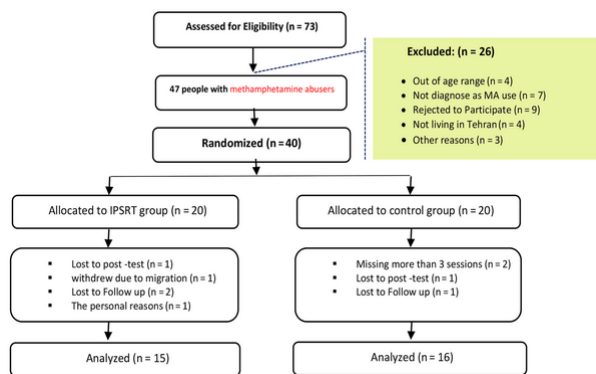 Assessed for Eligibility (n = 73)
Excluded: (n = 26)
• Out of age range (n = 4)
• Not diagnose as MA use (n = 7)
• Rejected to Participate (n = 9)
• Not living in Tehran (n = 4)
• Other reasons (n = 3)
47 people with methamphetamine abusers
Randomized (n = 40)
Allocated to IPSRT group (n = 20)
Allocated to control group (n = 20)
▪ Lost to post -test (n = 1)
▪ withdrew due to migration (n = 1)
▪ Lost to Follow up (n = 2)
▪ The personal reasons (n = 1)
▪ Missing more than 3 sessions (n = 2)
▪ Lost to post -test (n = 1)
▪ Lost to Follow up (n = 1)
Analyzed (n = 15)
Analyzed (n = 16)